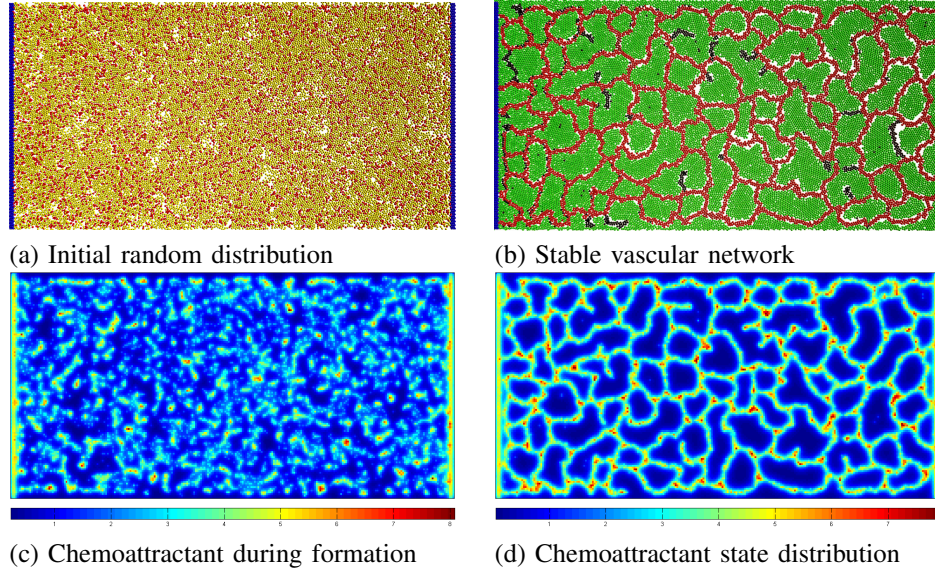 (a) Initial random distribution
(b) Stable vascular network
1 2 3 4 5 6 7 8
1 2 3 4 5 6 7
(c) Chemoattractant during formation
(d) Chemoattractant state distribution